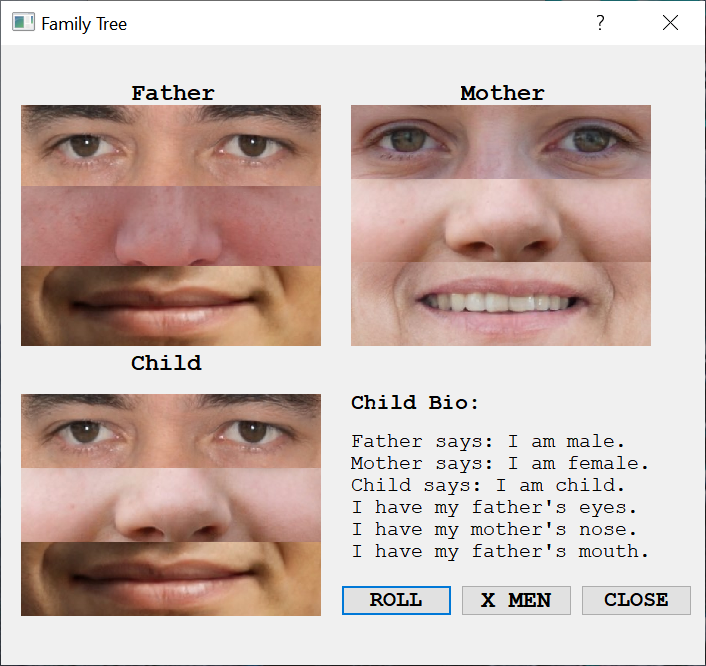 Family Tree
?
Father
Mother
Child
Child Bio:
Father says: I am male.
Mother says: I am female.
Child says: I am child.
I have my father's eyes.
I have my mother's nose.
I have my father's mouth.
ROLL
X MEN
CLOSE